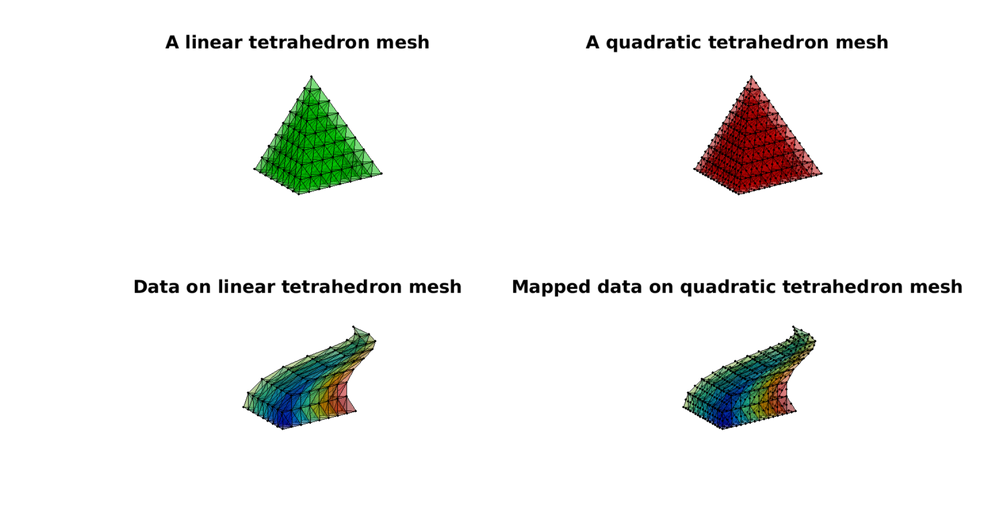 A linear tetrahedron mesh
A quadratic tetrahedron mesh
Data on linear tetrahedron mesh
Mapped data on quadratic tetrahedron mesh